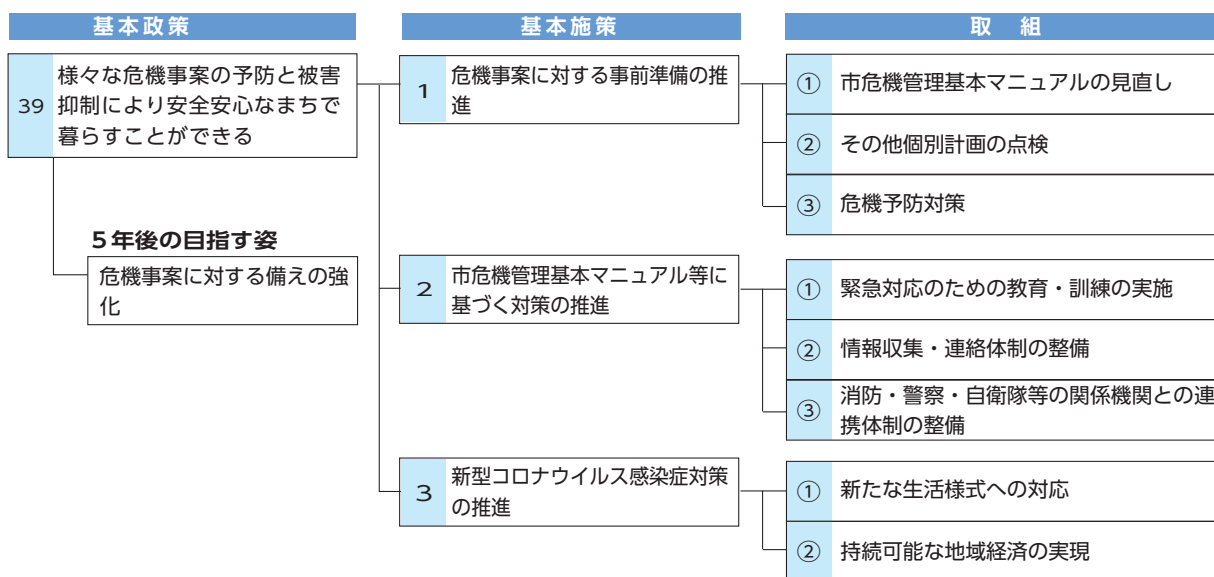 基本政策
基本施策
取 組
39
様々な危機事案の予防と被害
抑制により安全安心なまちで
暮らすことができる
5年後の目指す姿
危機事案に対する備えの強
化
1
危機事案に対する事前準備の推
進
① 市危機管理基本マニュアルの見直し
② その他個別計画の点検
③ 危機予防対策
2
市危機管理基本マニュアル等に
基づく対策の推進
① 緊急対応のための教育・訓練の実施
② 情報収集・連絡体制の整備
③ 消防・警察・自衛隊等の関係機関との連
携体制の整備
3
新型コロナウイルス感染症対策
の推進
① 新たな生活様式への対応
② 持続可能な地域経済の実現